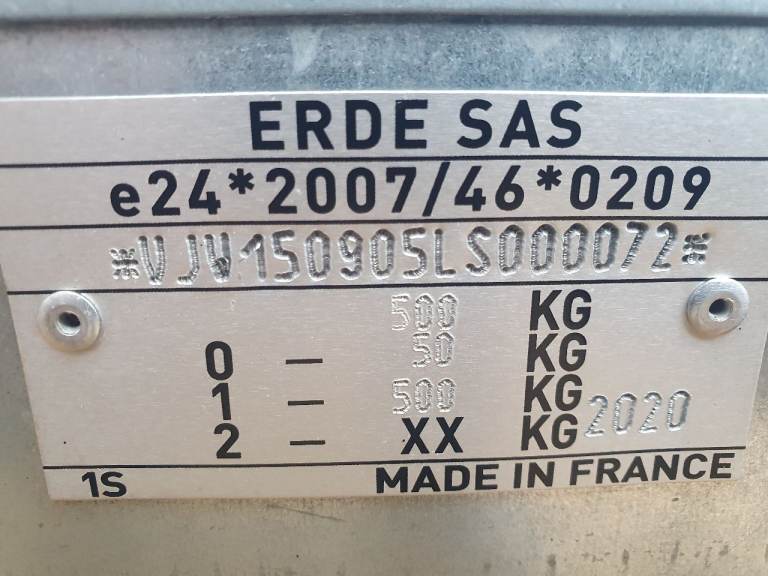 ERDE SAS
e24*2007/46*0209
*VJW150905LS000072*
500 KG
0 – 50 KG
1 – 500 KG 2020
2 – XX KG
1S MADE IN FRANCE